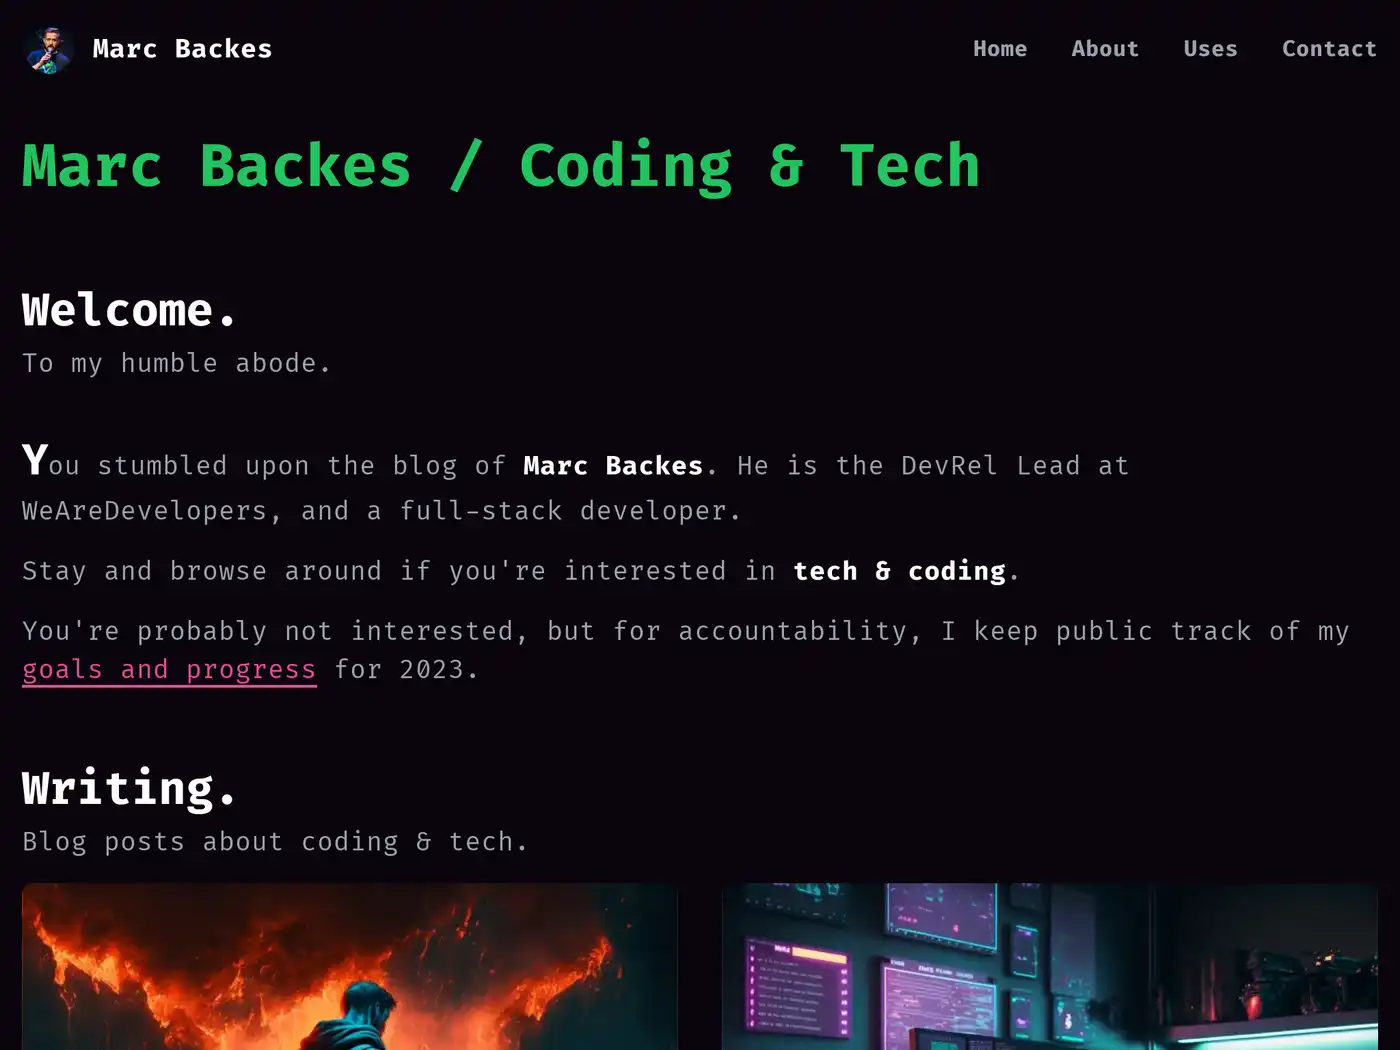 Marc Backes
Home
About
Uses
Contact
Marc Backes / Coding & Tech
Welcome.
To my humble abode.
You stumbled upon the blog of Marc Backes. He is the DevRel Lead at
WeAreDevelopers, and a full-stack developer.
Stay and browse around if you're interested in tech & coding.
You're probably not interested, but for accountability, I keep public track of my
goals and progress for 2023.
Writing.
Blog posts about coding & tech.